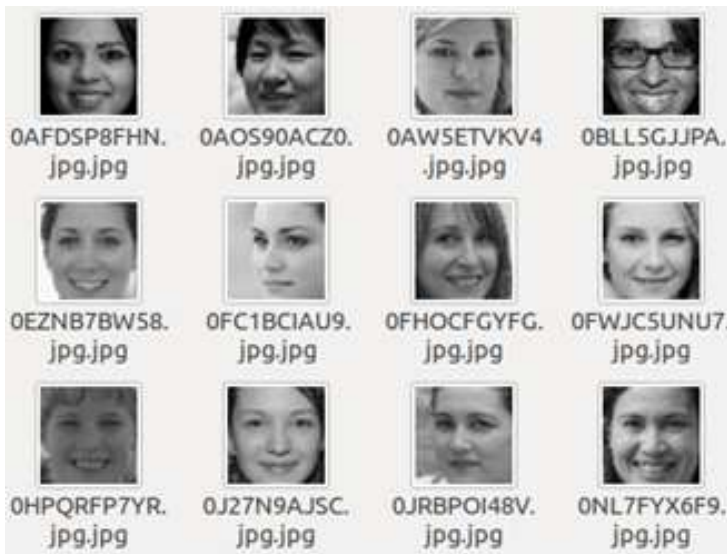 0AFDSP8FHN.
jpg.jpg
0AOS90ACZ0.
jpg.jpg
0AW5ETVKV4
.jpg.jpg
0BLL5GJJPA.
jpg.jpg
0EZNB7BW58.
jpg.jpg
0FC1BCIAU9.
jpg.jpg
0FHOCFGYFG.
jpg.jpg
0FWJC5UNU7.
jpg.jpg
0HPQRFP7YR.
jpg.jpg
0J27N9AJSC.
jpg.jpg
0JRBPOI48V.
jpg.jpg
0NL7FYX6F9.
jpg.jpg